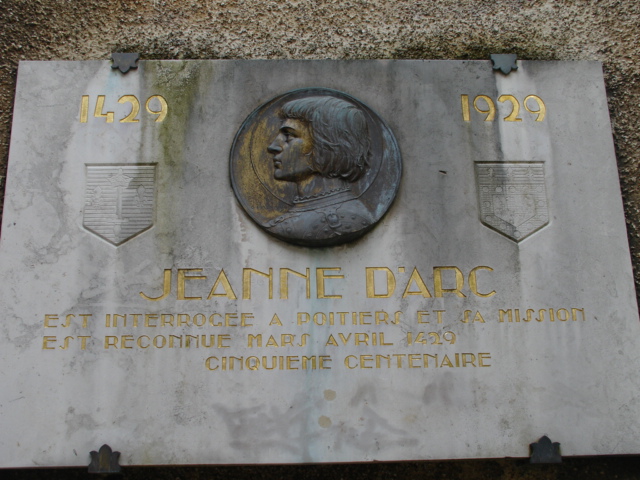 1429 1929
JEANNE D'ARC
EST INTERROGEE A POITIERS ET SA MISSION
EST RECONNUE MARS AVRIL 1429
CINQUIEME CENTENAIRE